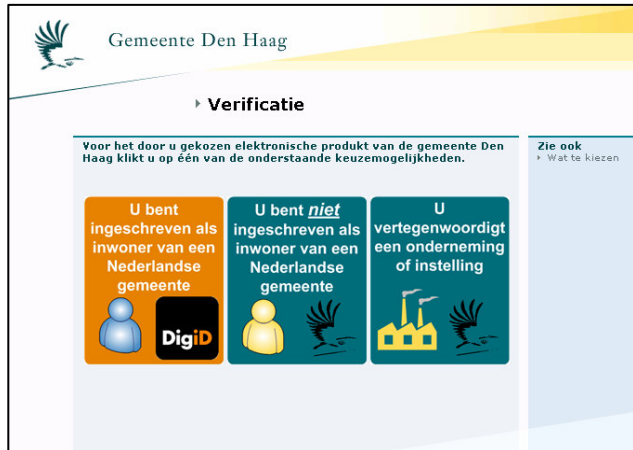 Gemeente Den Haag
Verificatie
Voor het door u gekozen elektronische produkt van de gemeente Den
Haag klikt u op één van de onderstaande keuzemogelijkheden.
U bent
ingeschreven als
inwoner van een
Nederlandse
gemeente
DigiD
U bent niet
ingeschreven als
inwoner van een
Nederlandse
gemeente
U
vertegenwoordigt
een onderneming
of instelling
Zie ook
Wat te kiezen